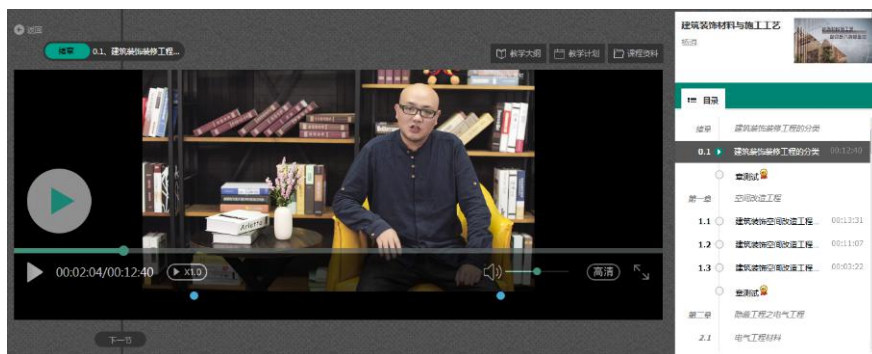 返回
绪章 0.1、建筑装饰装修工程...
教学大纲
教学计划
课程资料
00:02:04/00:12:40
X1.0
高清
下一节
建筑装饰材料与施工工艺
目录
绪章 建筑装饰装修工程的分类
0.1 建筑装饰装修工程的分类 00:12:40
章测试
第一章 空间改造工程
1.1 建筑装饰空间改造工程... 00:13:31
1.2 建筑装饰空间改造工程... 00:11:07
1.3 建筑装饰空间改造工程... 00:03:22
章测试
第二章 隐蔽工程之电气工程
2.1 电气工程材料